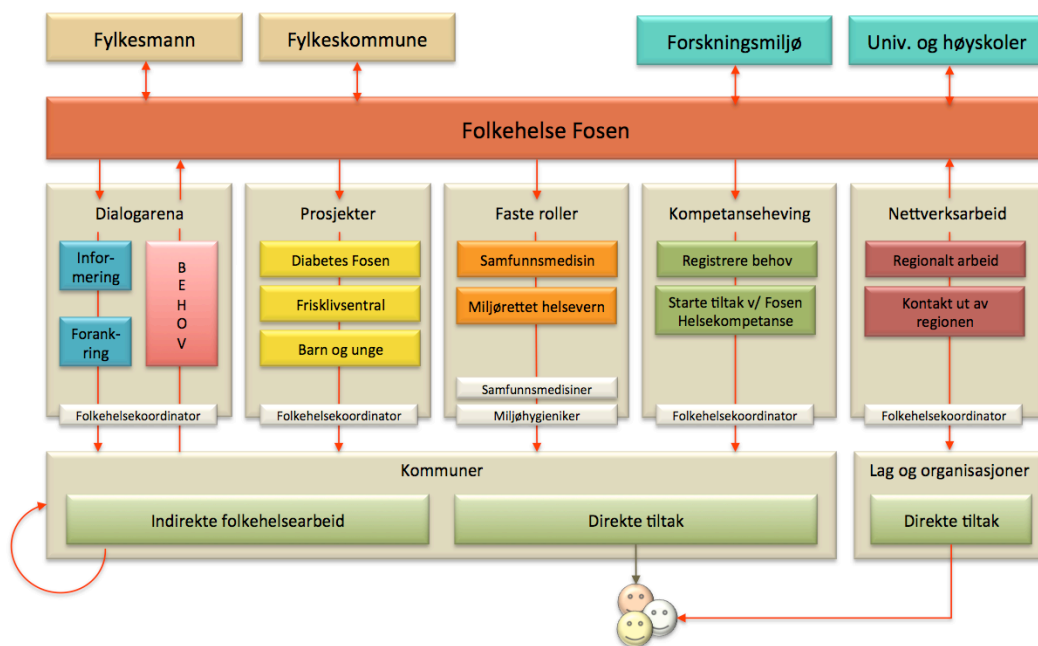 Fylkesmann
Fylkeskommune
Forskningsmiljø
Univ. og høyskoler
Folkehelse Fosen
Dialogarena
Infor-
mering
Forank-
ring
B
E
H
O
V
Folkehelsekoordinator
Prosjekter
Diabetes Fosen
Frisklivsentral
Barn og unge
Folkehelsekoordinator
Faste roller
Samfunnsmedisin
Miljørettet helsevern
Samfunnsmedisiner
Miljøhygieniker
Kompetanseheving
Registrere behov
Starte tiltak v/ Fosen
Helsekompetanse
Folkehelsekoordinator
Nettverksarbeid
Regionalt arbeid
Kontakt ut av
regionen
Folkehelsekoordinator
Kommuner
Indirekte folkehelsearbeid
Direkte tiltak
Lag og organisasjoner
Direkte tiltak